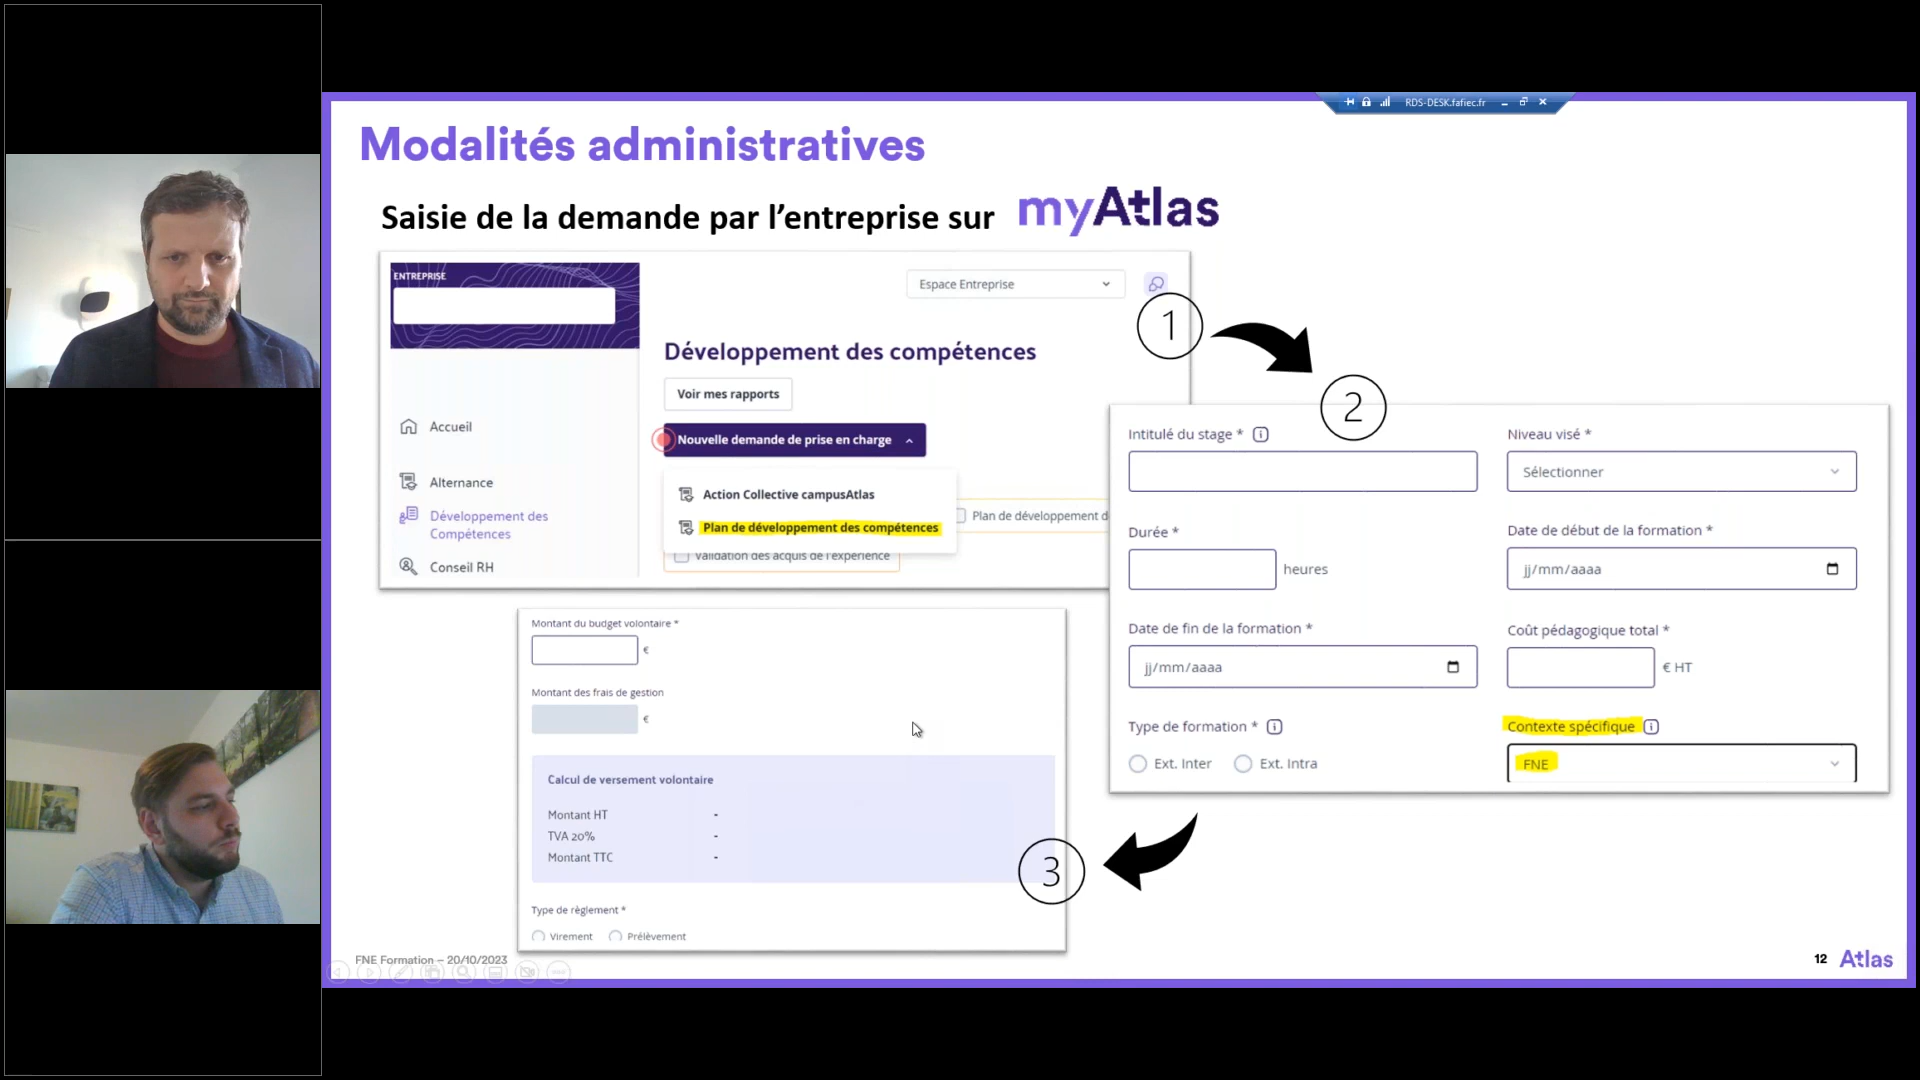 RDS-DESK.fafiec.fr
Modalités administratives
Saisie de la demande par l’entreprise sur myAtlas
ENTREPRISE
Espace Entreprise
1
Développement des compétences
Voir mes rapports
Nouvelle demande de prise en charge
Action Collective campusAtlas
Plan de développement des compétences
Plan de développement d
Validation des acquis de l'expérience
Accueil
Alternance
Développement des
Compétences
Conseil RH
2
Intitulé du stage *
Niveau visé *
Sélectionner
Durée *
heures
Date de début de la formation *
jj/mm/aaaa
Date de fin de la formation *
jj/mm/aaaa
Coût pédagogique total *
€ HT
Type de formation *
Ext. Inter
Ext. Intra
Contexte spécifique
FNE
3
Montant du budget volontaire *
€
Montant des frais de gestion
€
Calcul de versement volontaire
Montant HT -
TVA 20% -
Montant TTC -
Type de règlement *
Virement
Prélèvement
FNE Formation – 20/10/2023
12
Atlas